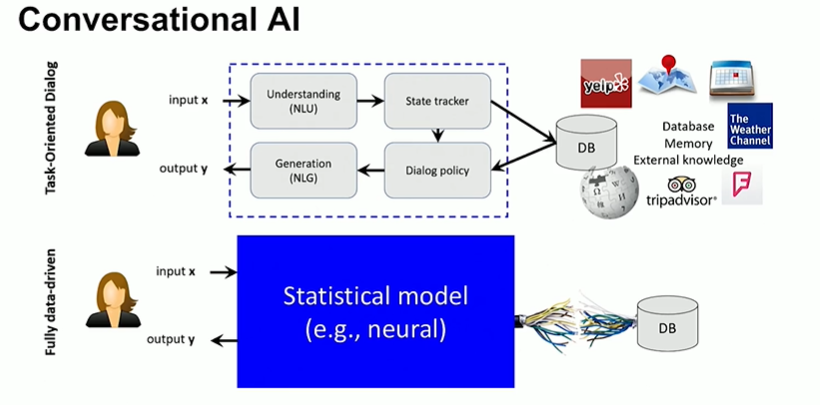 Conversational AI
Task-Oriented Dialog
input x
Understanding
(NLU)
State tracker
output y
Generation
(NLG)
Dialog policy
DB
yelp
The
Weather
Channel
Database
Memory
External knowledge
tripadvisor®
Fully data-driven
input x
output y
Statistical model
(e.g., neural)
DB